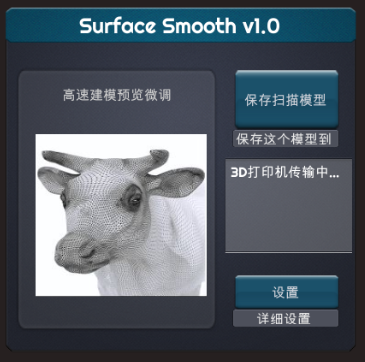 Surface Smooth v1.0
高速建模预览微调
保存扫描模型
保存这个模型到
3D打印机传输中...
设置
详细设置